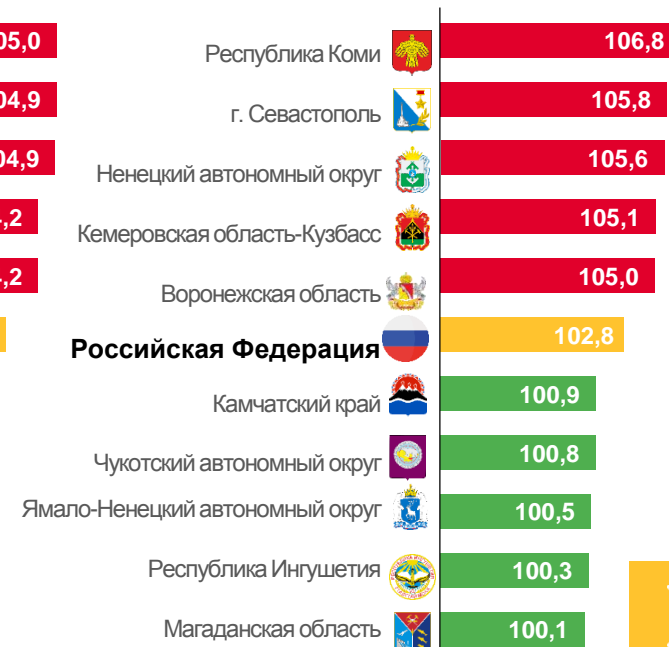 Республика Коми 106,8
г. Севастополь 105,8
Ненецкий автономный округ 105,6
Кемеровская область-Кузбасс 105,1
Воронежская область 105,0
Российская Федерация 102,8
Камчатский край 100,9
Чукотский автономный округ 100,8
Ямало-Ненецкий автономный округ 100,5
Республика Ингушетия 100,3
Магаданская область 100,1